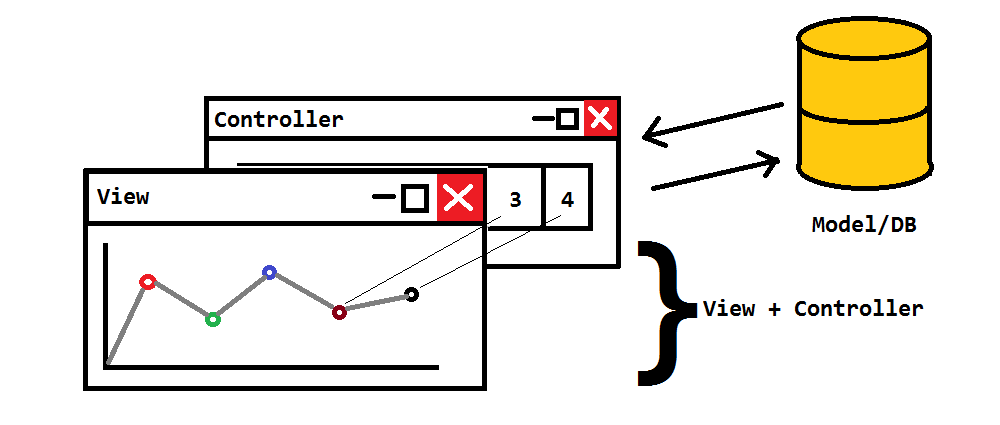 Controller
View
3
4
Model/DB
View + Controller